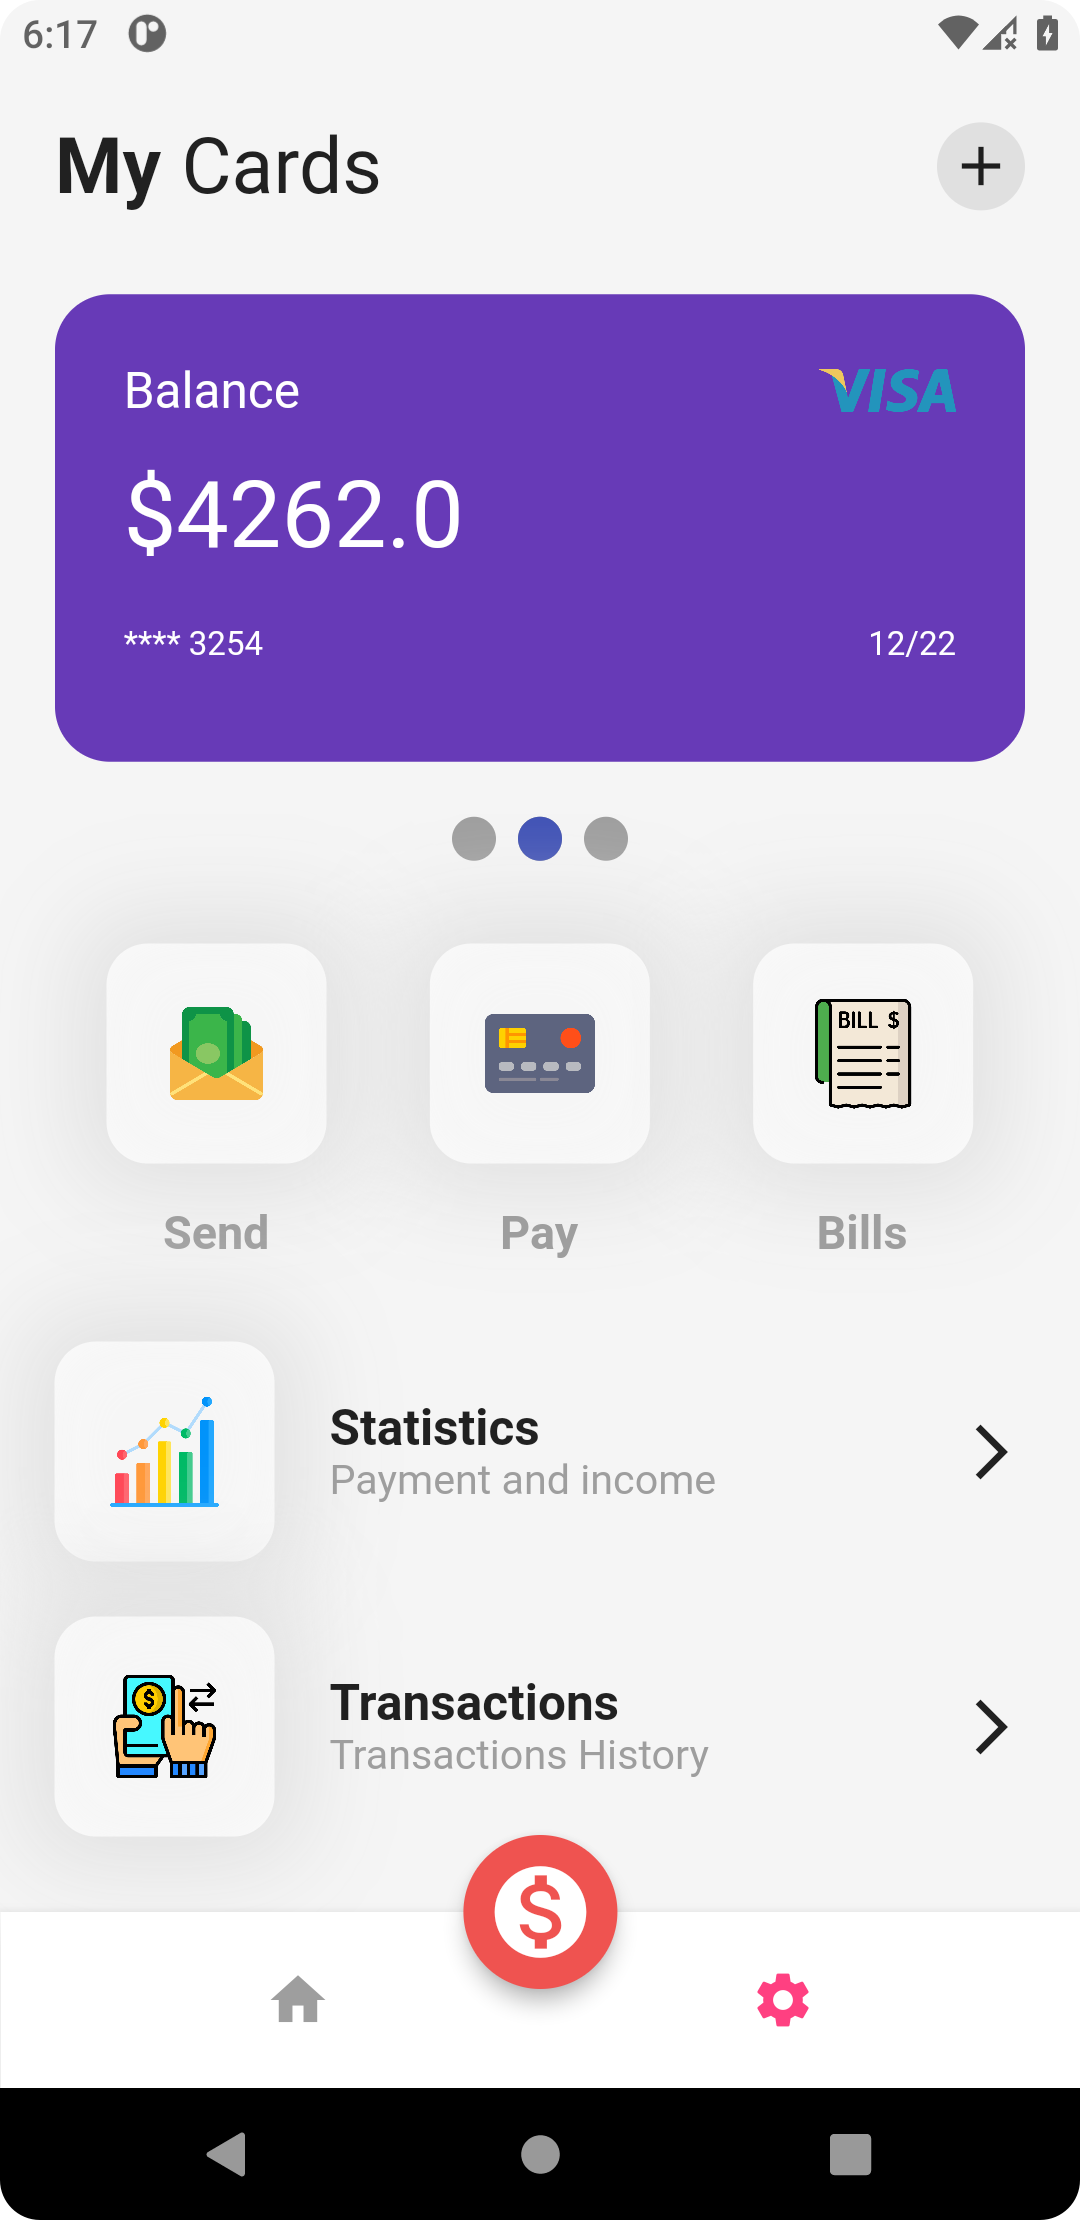 6:17
My Cards
Balance
VISA
$4262.0
**** 3254
12/22
BILL $
Send
Pay
Bills
Statistics
Payment and income
Transactions
Transactions History